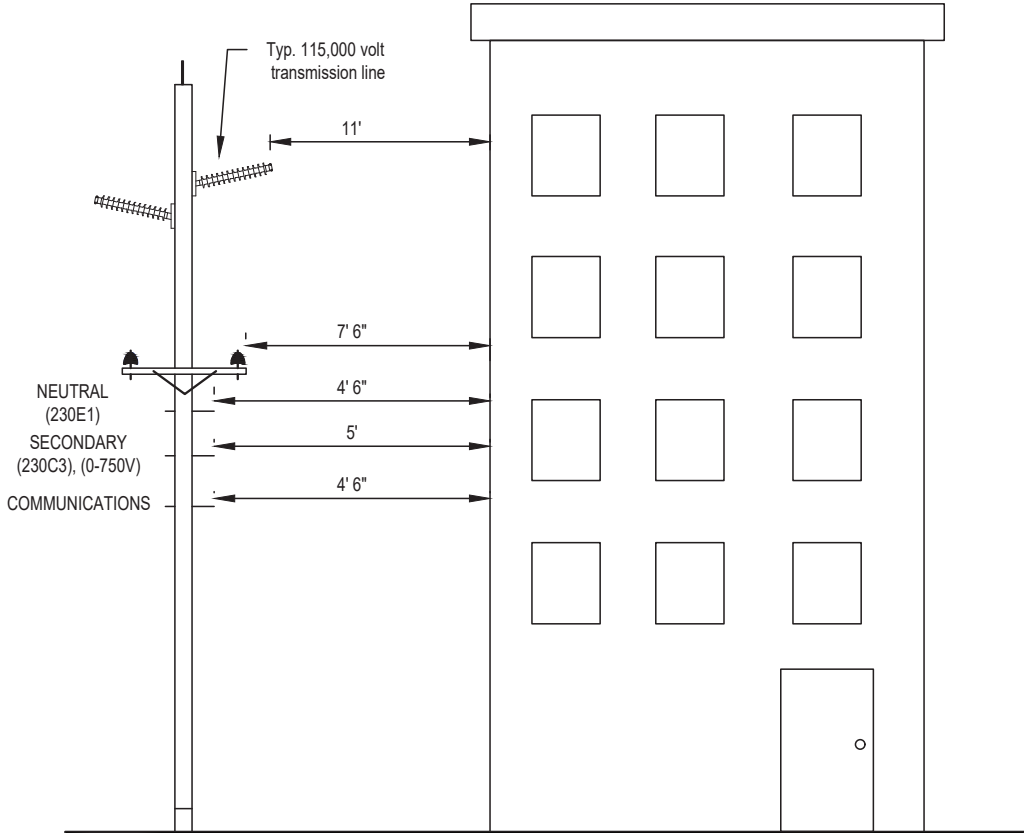 Typ. 115,000 volt
transmission line
11'
7' 6"
NEUTRAL
(230E1)
4' 6"
SECONDARY
(230C3), (0-750V)
5'
COMMUNICATIONS
4' 6"